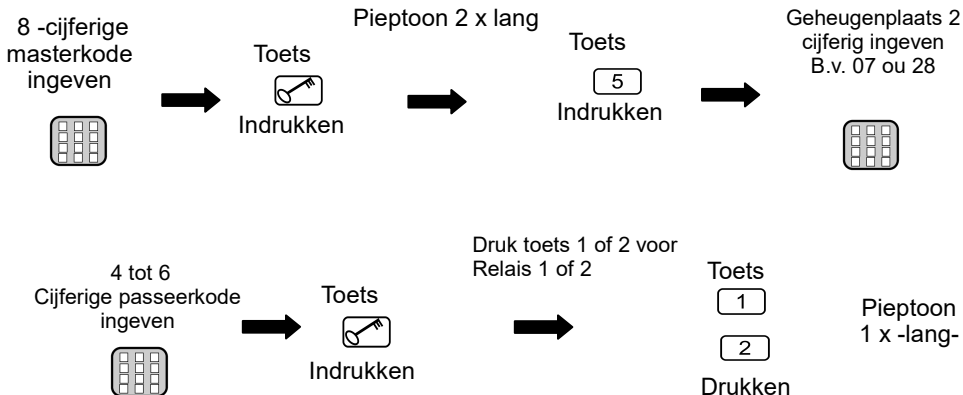 8 -cijferige
masterkode
ingeven
Toets
Indrukken
Pieptoon 2 x lang
Toets
5
Indrukken
Geheugenplaats 2
cijferig ingeven
B.v. 07 ou 28
4 tot 6
Cijferige passeerkode
ingeven
Toets
Indrukken
Druk toets 1 of 2 voor
Relais 1 of 2
Toets
1
2
Drukken
Pieptoon
1 x -lang-